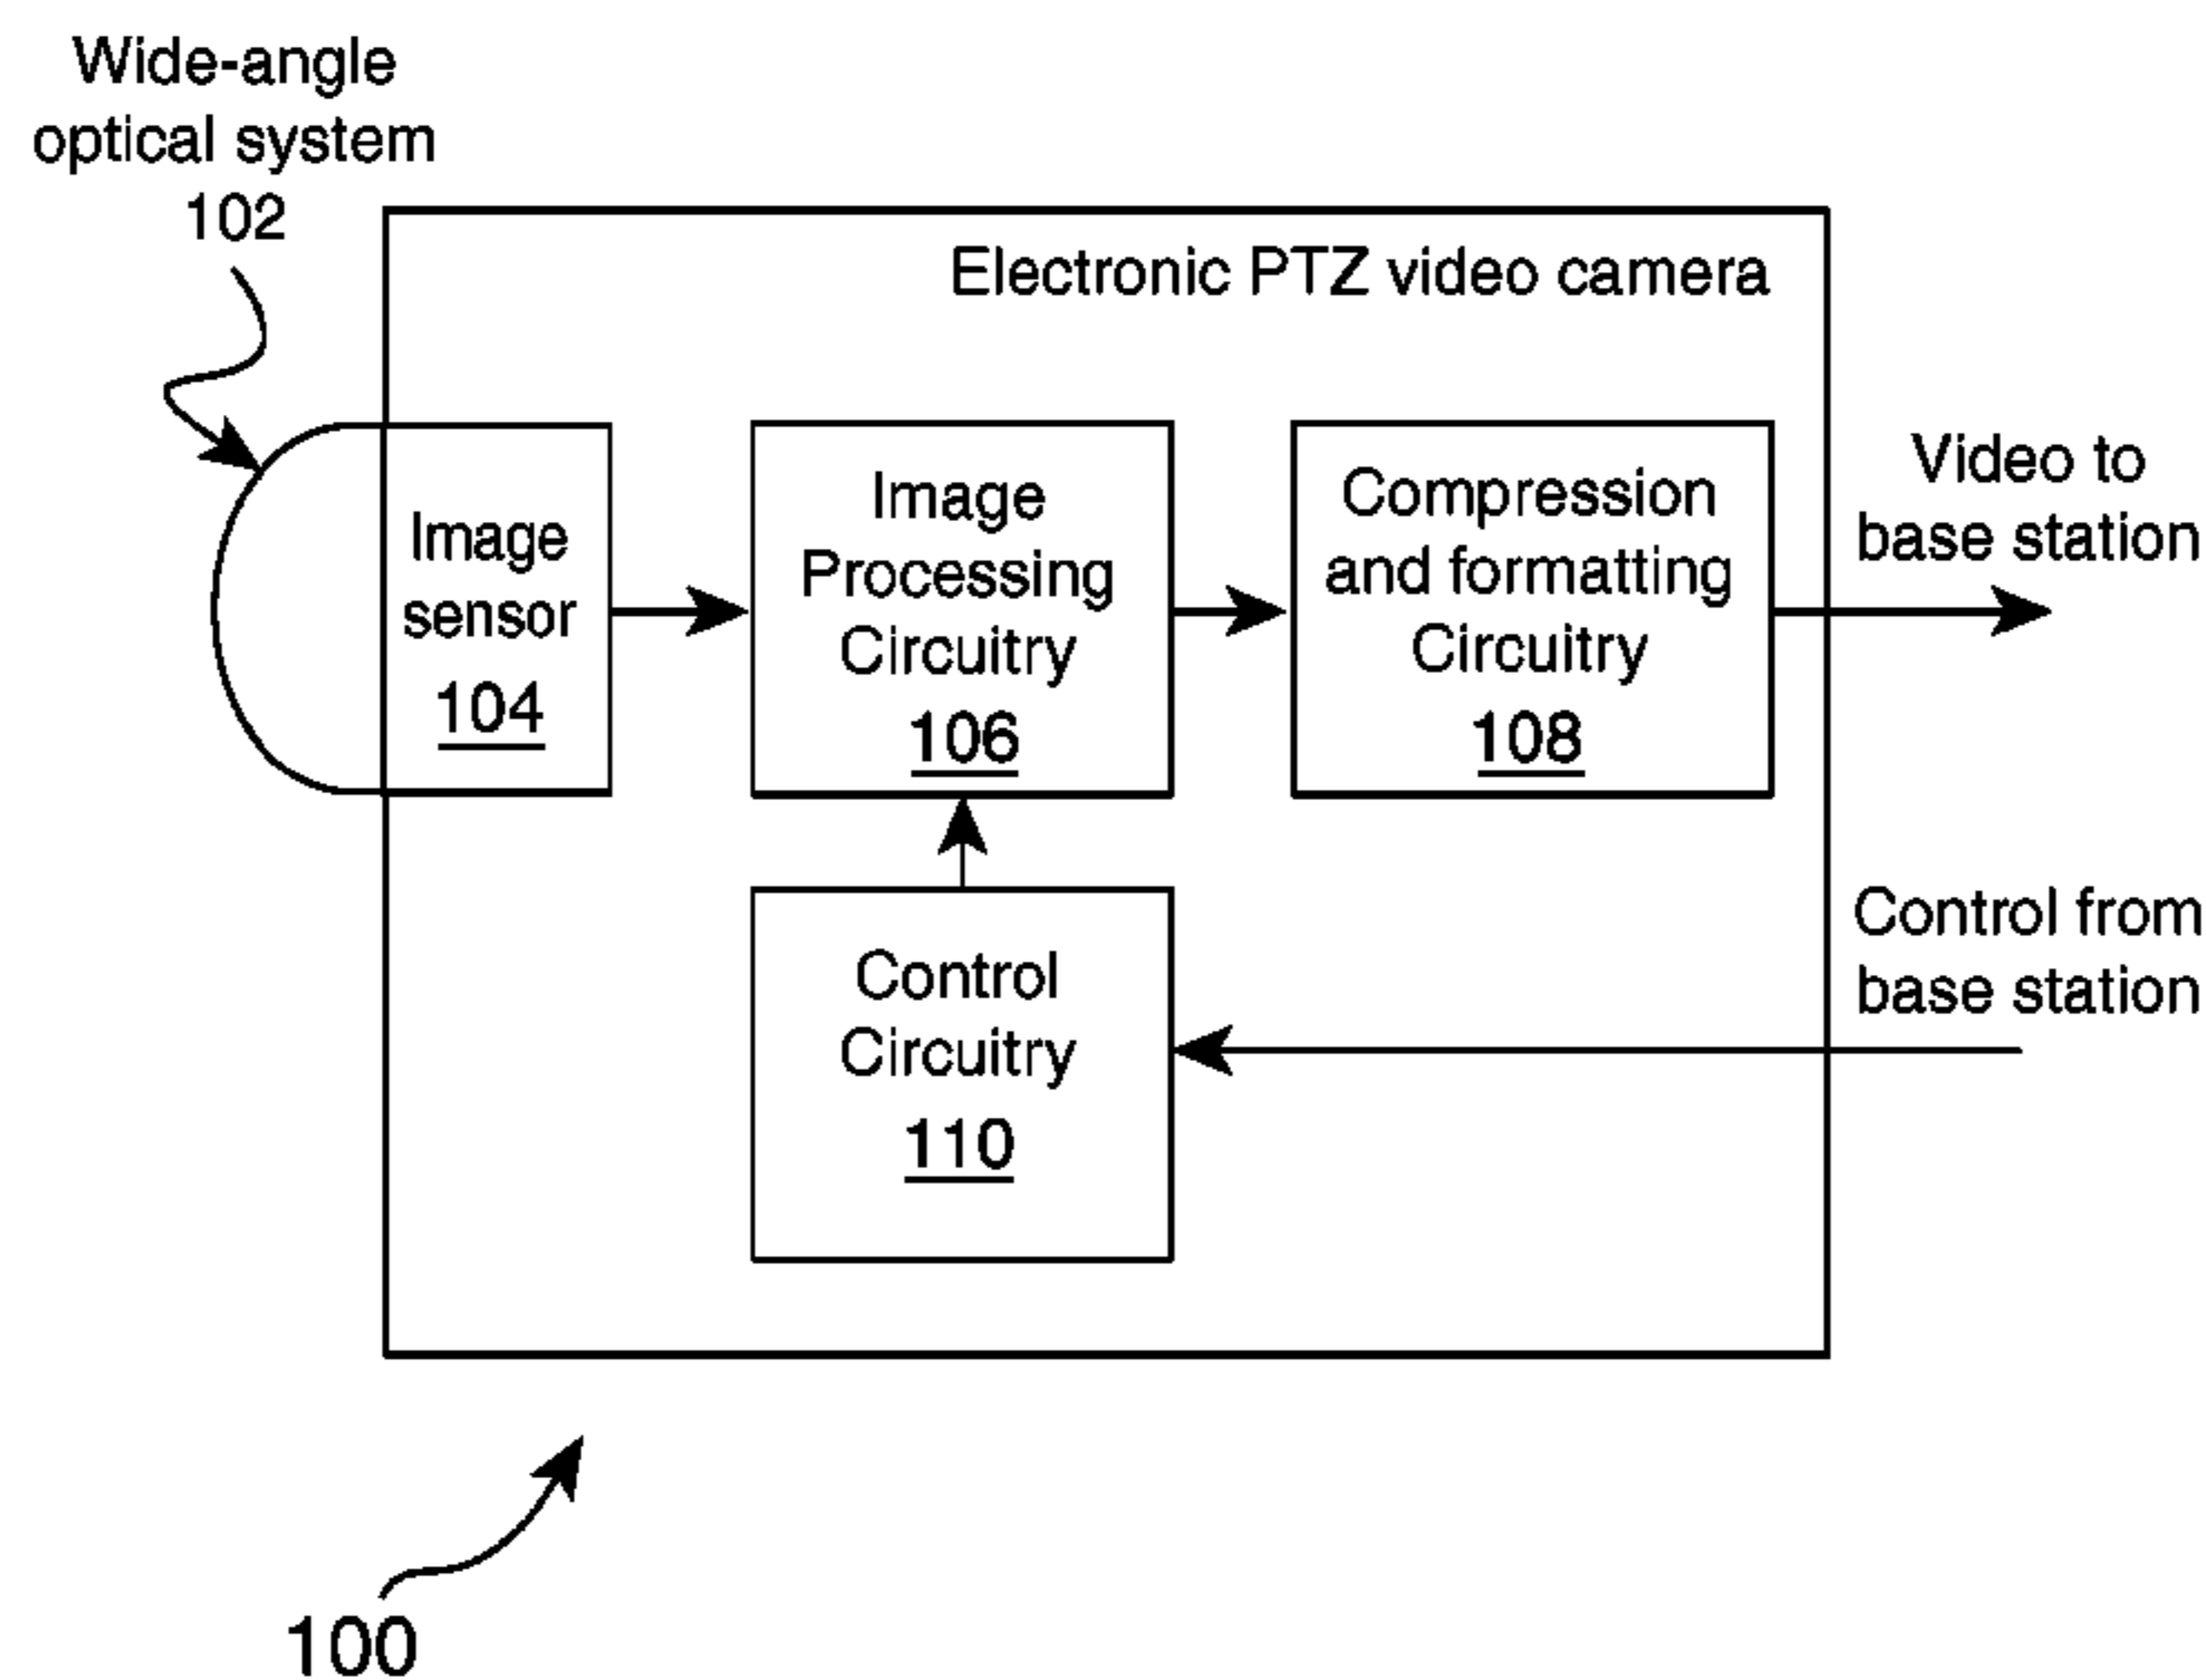 Wide-angle
optical system
102
Electronic PTZ video camera
Image
sensor
104
Image
Processing
Circuitry
106
Compression
and formatting
Circuitry
108
Video to
base station
Control
Circuitry
110
Control from
base station
100